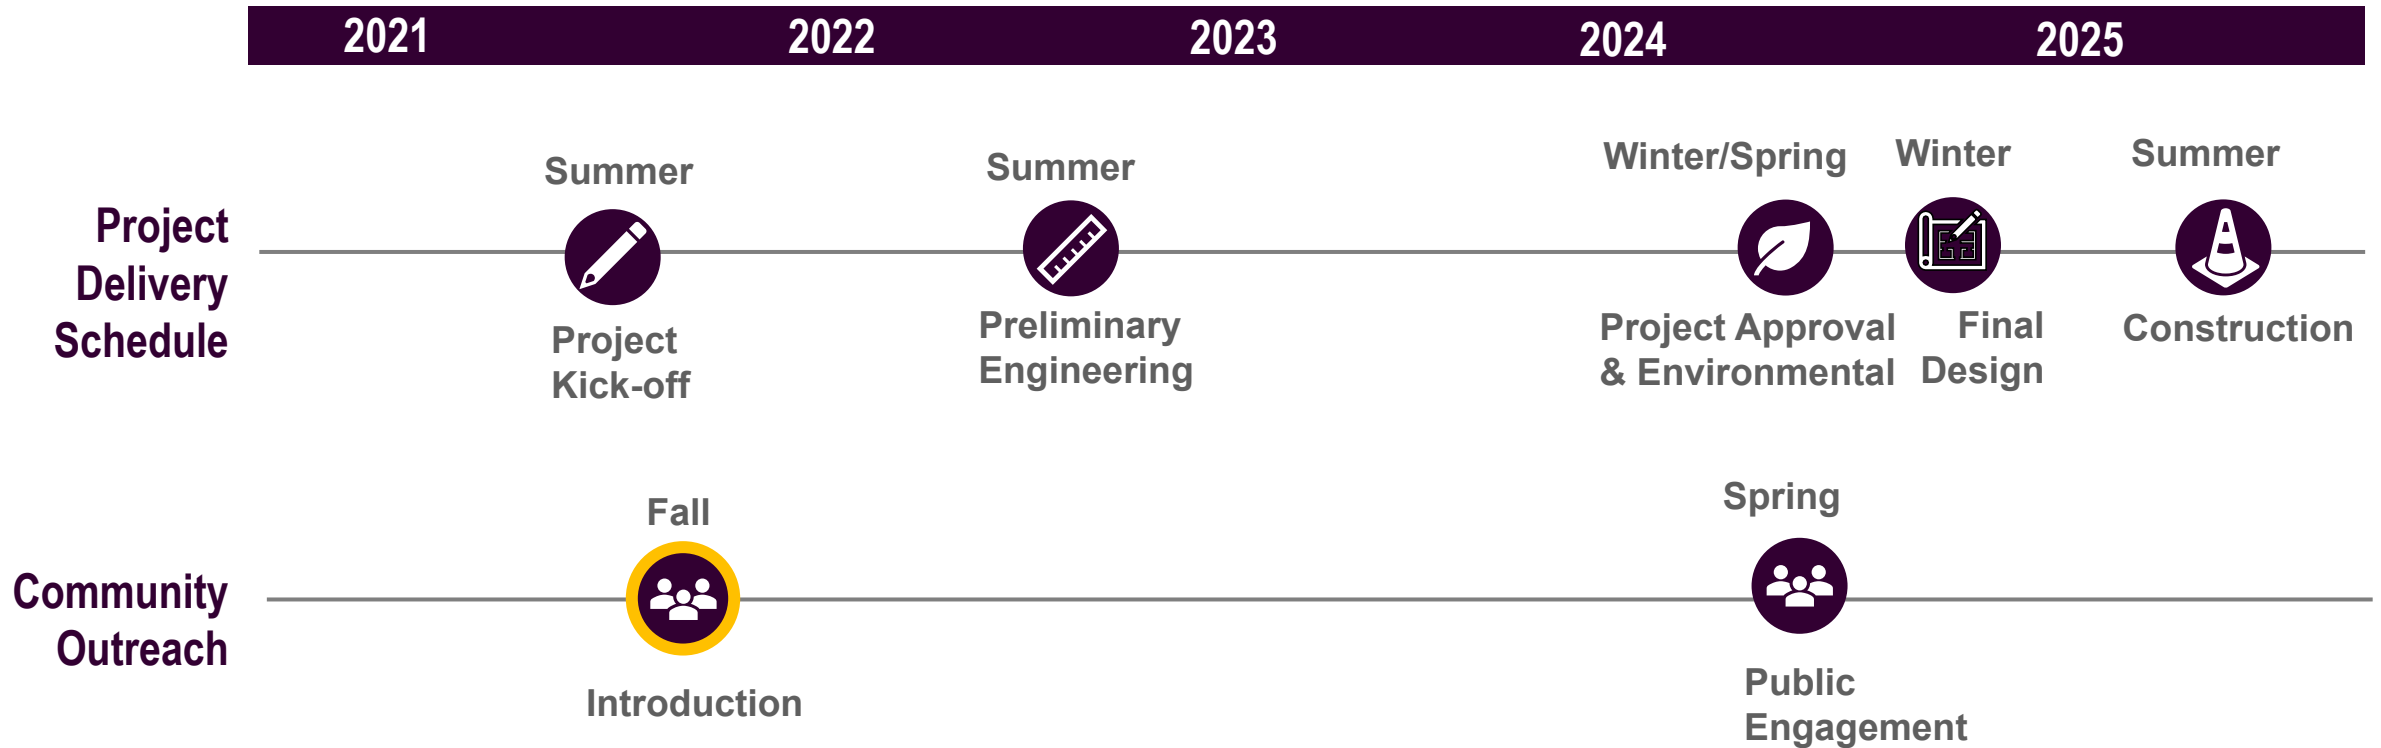 2021 2022 2023 2024 2025
Project
Delivery
Schedule
Summer
Project
Kick-off
Summer
Preliminary
Engineering
Winter/Spring
Project Approval
& Environmental
Winter
Final
Design
Summer
Construction
Community
Outreach
Fall
Introduction
Spring
Public
Engagement